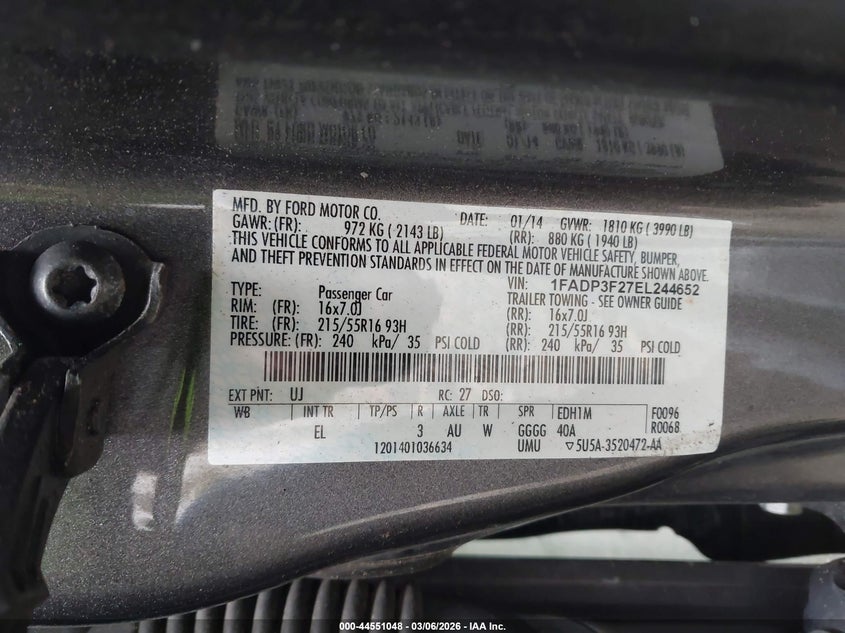 MFD. BY FORD MOTOR CO.
DATE: 01/14 GVWR: 1810 KG ( 3990 LB)
GAWR: (FR): 972 KG ( 2143 LB) (RR): 880 KG ( 1940 LB)
THIS VEHICLE CONFORMS TO ALL APPLICABLE FEDERAL MOTOR VEHICLE SAFETY, BUMPER,
AND THEFT PREVENTION STANDARDS IN EFFECT ON THE DATE OF MANUFACTURE SHOWN ABOVE.
VIN: 1FADP3F27EL244652
TYPE: Passenger Car TRAILER TOWING - SEE OWNER GUIDE
RIM: (FR): 16x7.0J (RR): 16x7.0J
TIRE: (FR): 215/55R16 93H (RR): 215/55R16 93H
PRESSURE: (FR): 240 kPa/ 35 PSI COLD (RR): 240 kPa/ 35 PSI COLD
EXT PNT: UJ RC: 27 DSO:
WB INT TR TP/PS R AXLE TR SPR EDH1M F0096
EL 3 AU W GGGG 40A R0068
1201401036634 UMU ▽5U5A-3520472-AA
000-44551048 - 03/06/2026 - © IAA Inc.